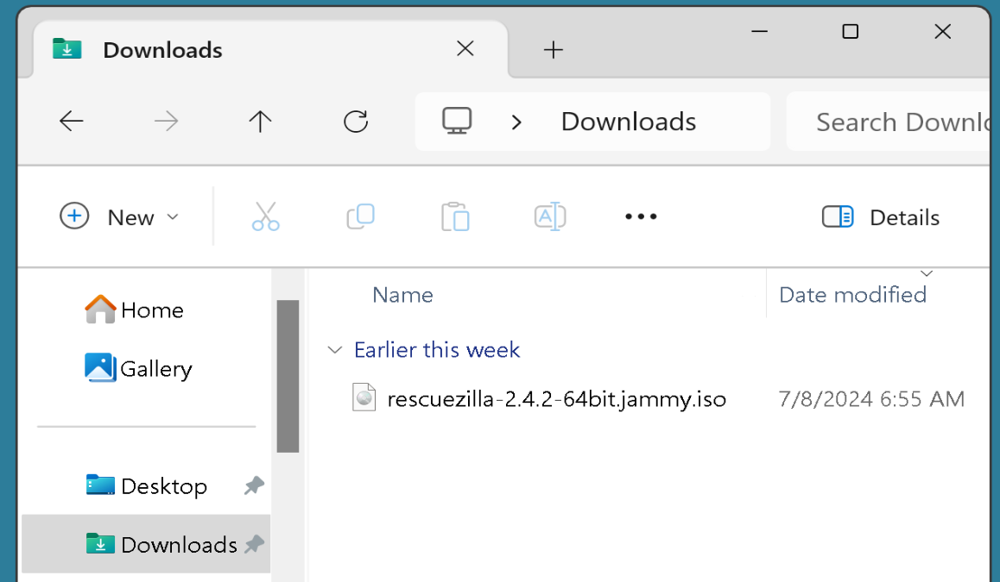 Downloads
Downloads
Search Downlo
New
Details
Home
Gallery
Desktop
Downloads
Name
Date modified
Earlier this week
rescuezilla-2.4.2-64bit.jammy.iso
7/8/2024 6:55 AM